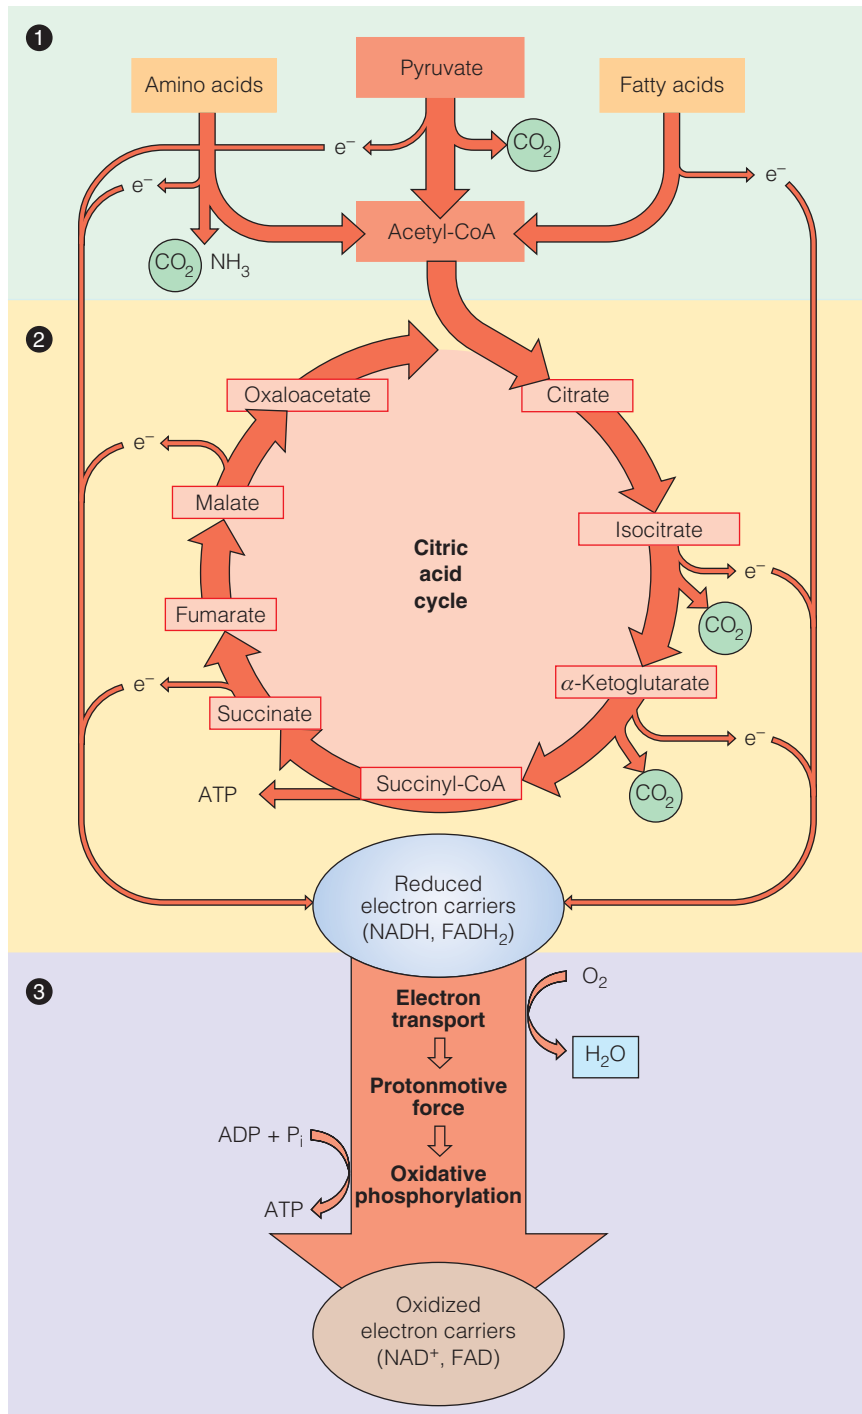 1
Amino acids
Pyruvate
Fatty acids
e⁻
CO₂
e⁻
e⁻
Acetyl-CoA
CO₂ NH₃
2
Oxaloacetate
Citrate
e⁻
Malate
Isocitrate
Citric
acid
cycle
e⁻
Fumarate
CO₂
α-Ketoglutarate
e⁻
Succinate
e⁻
Succinyl-CoA
ATP
CO₂
Reduced
electron carriers
(NADH, FADH₂)
3
O₂
Electron
transport
H₂O
Protonmotive
force
ADP + Pᵢ
Oxidative
phosphorylation
ATP
Oxidized
electron carriers
(NAD⁺, FAD)